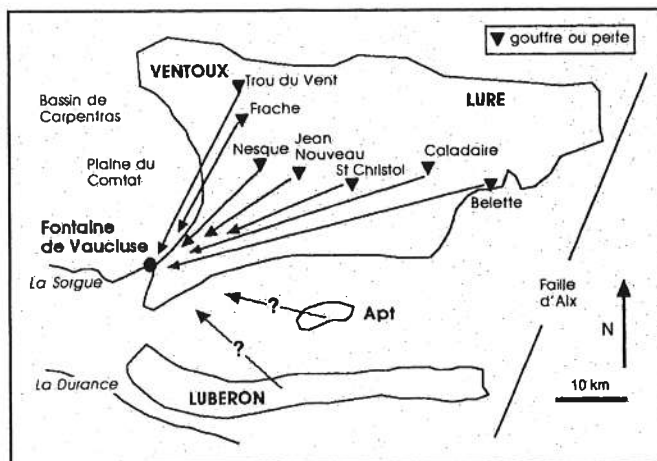 gouffre ou perte
VENTOUX
Trou du Vent
LURE
Bassin de
Carpentras
Frache
Nesque
Jean
Nouveau
St Christol
Caladaire
Plaine du
Comtat
Belette
Fontaine
de Vaucluse
La Sorgue
?
Apt
Faille
d'Aix
N
?
La Durance
LUBERON
10 km